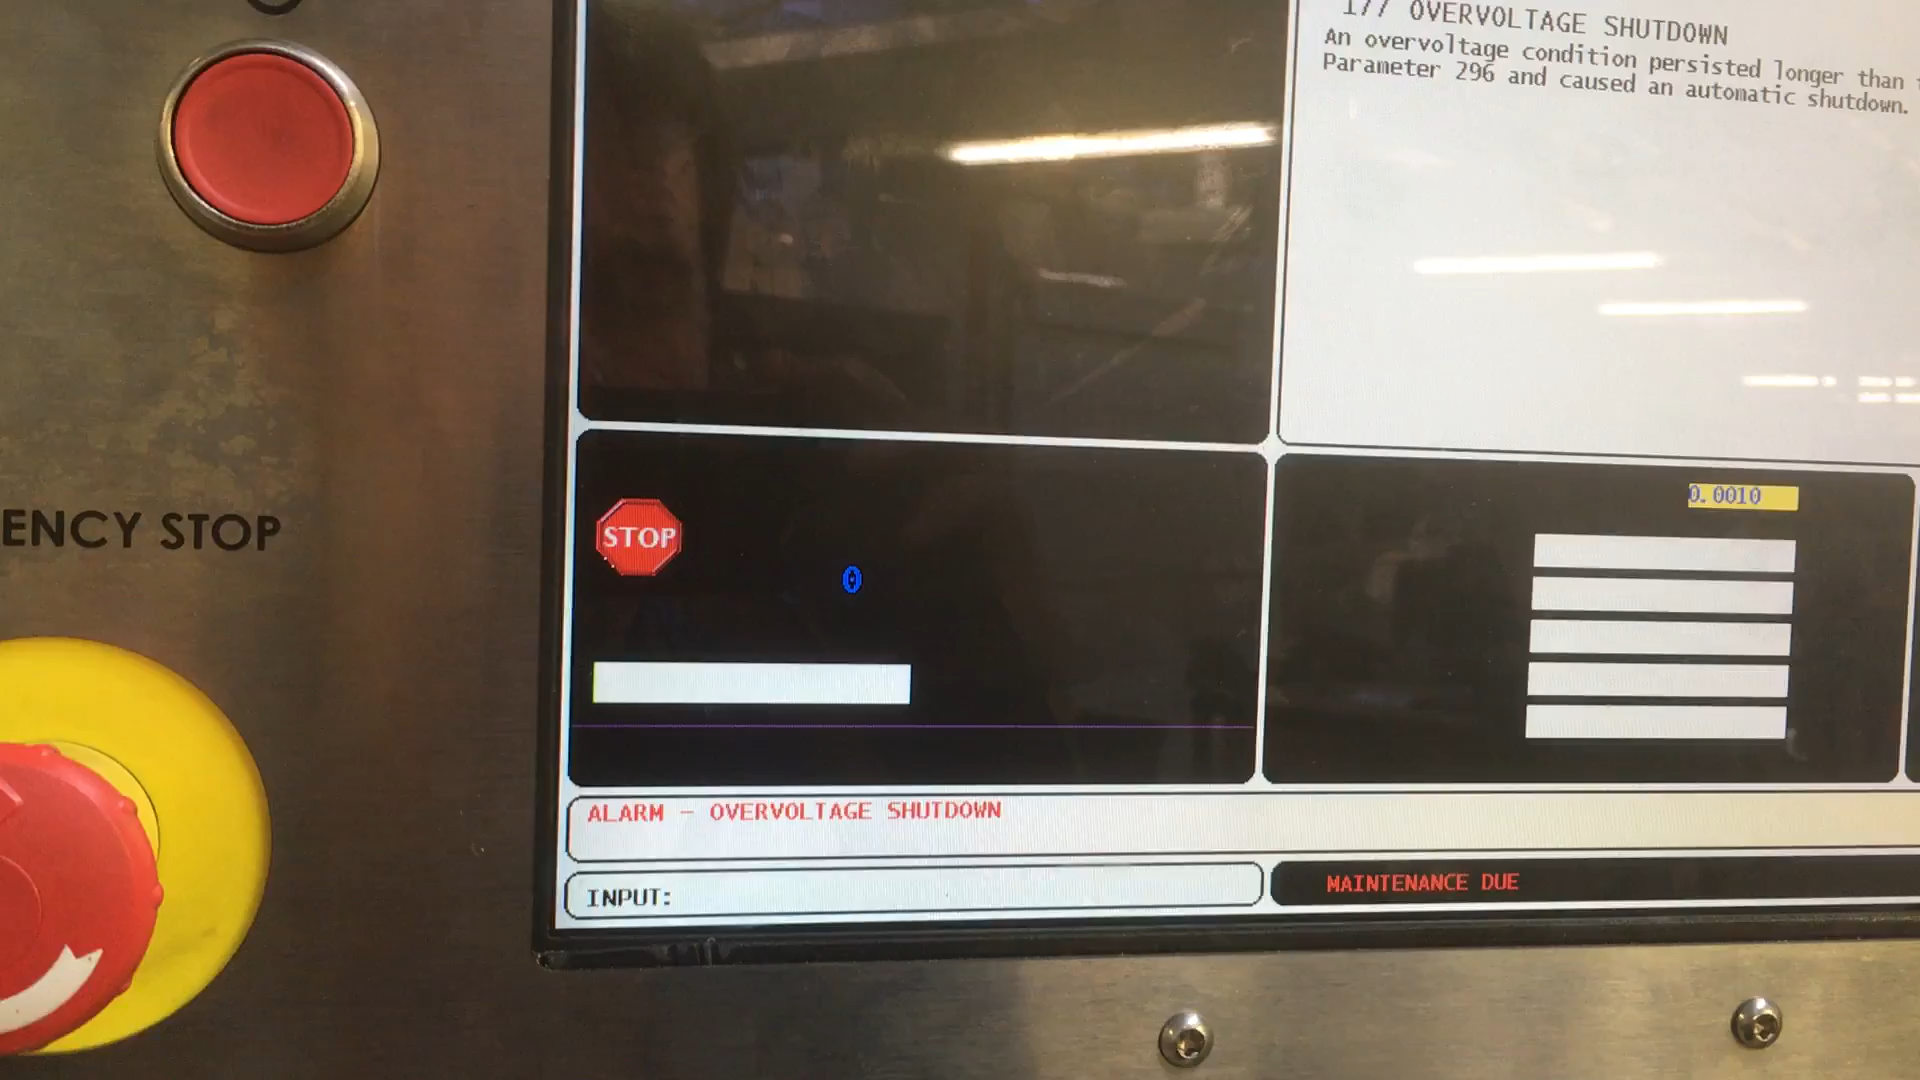 177 OVERVOLTAGE SHUTDOWN
An overvoltage condition persisted longer than
Parameter 296 and caused an automatic shutdown.
0.0010
STOP
0
ENCY STOP
ALARM - OVERVOLTAGE SHUTDOWN
INPUT:
MAINTENANCE DUE